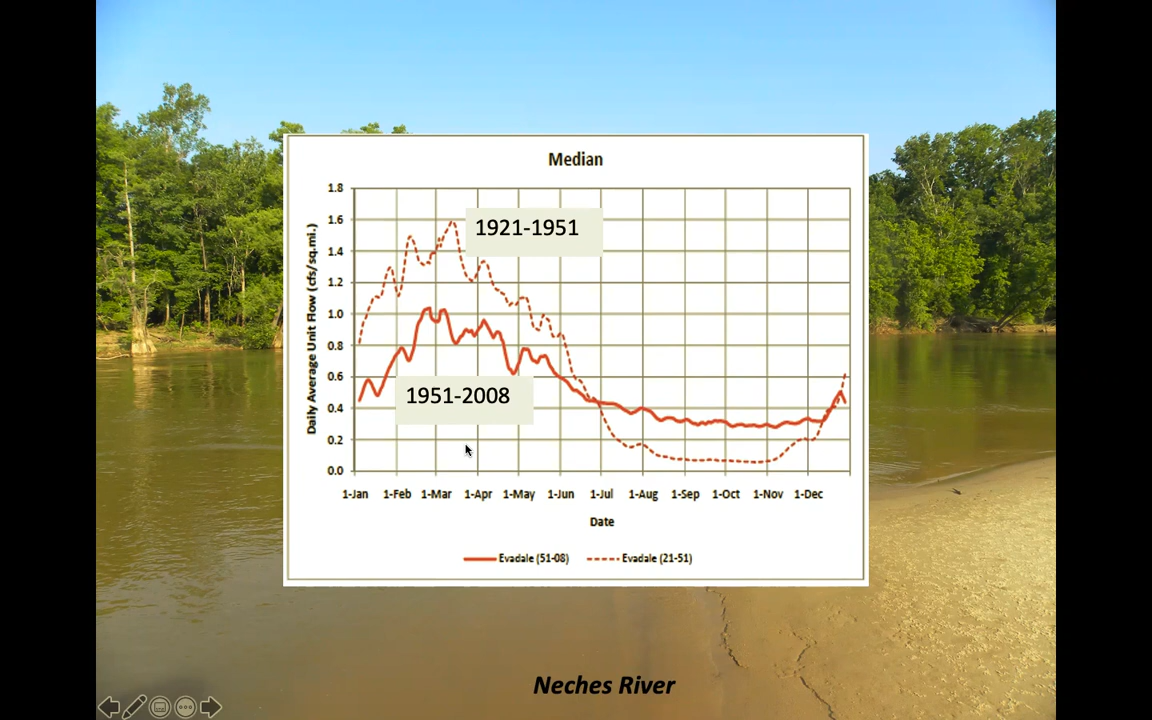 Median
1.8
1.6
1.4
1.2
1.0
0.8
0.6
0.4
0.2
0.0
Daily Average Unit Flow (cfs/sq.mi.)
1921-1951
1951-2008
1-Jan 1-Feb 1-Mar 1-Apr 1-May 1-Jun 1-Jul 1-Aug 1-Sep 1-Oct 1-Nov 1-Dec
Date
Evadale (51-08) Evadale (21-51)
Neches River